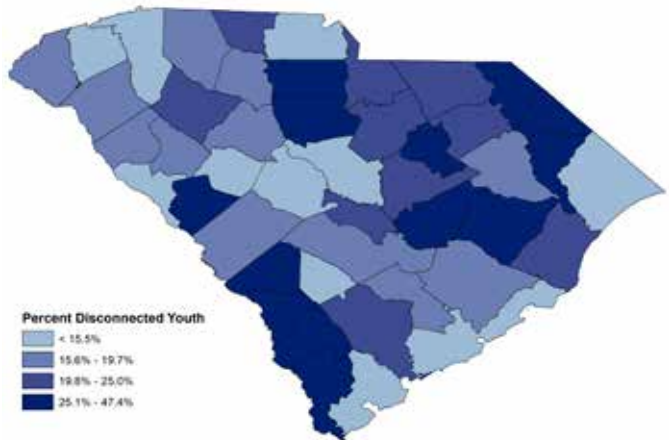 Percent Disconnected Youth
< 15.5%
15.6% - 19.7%
19.8% - 25.0%
25.1% - 47.4%